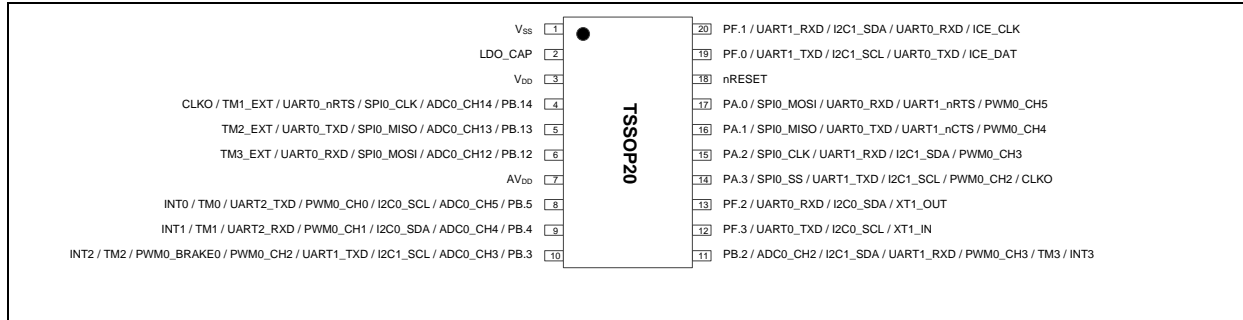 VSS 1
LDO_CAP 2
VDD 3
CLKO / TM1_EXT / UART0_nRTS / SPI0_CLK / ADC0_CH14 / PB.14 4
TM2_EXT / UART0_TXD / SPI0_MISO / ADC0_CH13 / PB.13 5
TM3_EXT / UART0_RXD / SPI0_MOSI / ADC0_CH12 / PB.12 6
AVDD 7
INT0 / TM0 / UART2_TXD / PWM0_CH0 / I2C0_SCL / ADC0_CH5 / PB.5 8
INT1 / TM1 / UART2_RXD / PWM0_CH1 / I2C0_SDA / ADC0_CH4 / PB.4 9
INT2 / TM2 / PWM0_BRAKE0 / PWM0_CH2 / UART1_TXD / I2C1_SCL / ADC0_CH3 / PB.3 10
TSSOP20
20 PF.1 / UART1_RXD / I2C1_SDA / UART0_RXD / ICE_CLK
19 PF.0 / UART1_TXD / I2C1_SCL / UART0_TXD / ICE_DAT
18 nRESET
17 PA.0 / SPI0_MOSI / UART0_RXD / UART1_nRTS / PWM0_CH5
16 PA.1 / SPI0_MISO / UART0_TXD / UART1_nCTS / PWM0_CH4
15 PA.2 / SPI0_CLK / UART1_RXD / I2C1_SDA / PWM0_CH3
14 PA.3 / SPI0_SS / UART1_TXD / I2C1_SCL / PWM0_CH2 / CLKO
13 PF.2 / UART0_RXD / I2C0_SDA / XT1_OUT
12 PF.3 / UART0_TXD / I2C0_SCL / XT1_IN
11 PB.2 / ADC0_CH2 / I2C1_SDA / UART1_RXD / PWM0_CH3 / TM3 / INT3